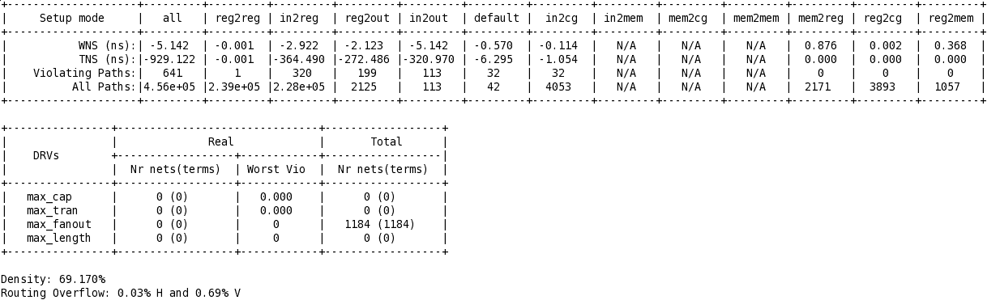 +--------------------+---------+---------+---------+---------+---------+---------+---------+---------+---------+---------+---------+---------+---------+
|     Setup mode     |   all   | reg2reg | in2reg  | reg2out | in2out  | default |  in2cg  | in2mem  | mem2cg  | mem2mem | mem2reg | reg2cg  | reg2mem |
+--------------------+---------+---------+---------+---------+---------+---------+---------+---------+---------+---------+---------+---------+---------+
|           WNS (ns):| -5.142  | -0.001  | -2.922  | -2.123  | -5.142  | -0.570  | -0.114  |   N/A   |   N/A   |   N/A   |  0.876  |  0.002  |  0.368  |
|           TNS (ns):|-929.122 | -0.001  |-364.490 |-272.486 |-320.970 | -6.295  | -1.054  |   N/A   |   N/A   |   N/A   |  0.000  |  0.000  |  0.000  |
|    Violating Paths:|   641   |    1    |   320   |   199   |   113   |   32    |   32    |   N/A   |   N/A   |   N/A   |    0    |    0    |    0    |
|          All Paths:|4.56e+05 |2.39e+05 |2.28e+05 |  2125   |   113   |   42    |  4053   |   N/A   |   N/A   |   N/A   |  2171   |  3893   |  1057   |
+--------------------+---------+---------+---------+---------+---------+---------+---------+---------+---------+---------+---------+---------+---------+
+----------------+-------------------------------+------------------+
|                |              Real             |       Total      |
|    DRVs        +------------------+------------+------------------|
|                |  Nr nets(terms)  | Worst Vio  |  Nr nets(terms)  |
+----------------+------------------+------------+------------------+
|   max_cap      |      0 (0)       |   0.000    |      0 (0)       |
|   max_tran     |      0 (0)       |   0.000    |      0 (0)       |
|   max_fanout   |      0 (0)       |     0      |   1184 (1184)    |
|   max_length   |      0 (0)       |     0      |      0 (0)       |
+----------------+------------------+------------+------------------+
Density: 69.170%
Routing Overflow: 0.03% H and 0.69% V